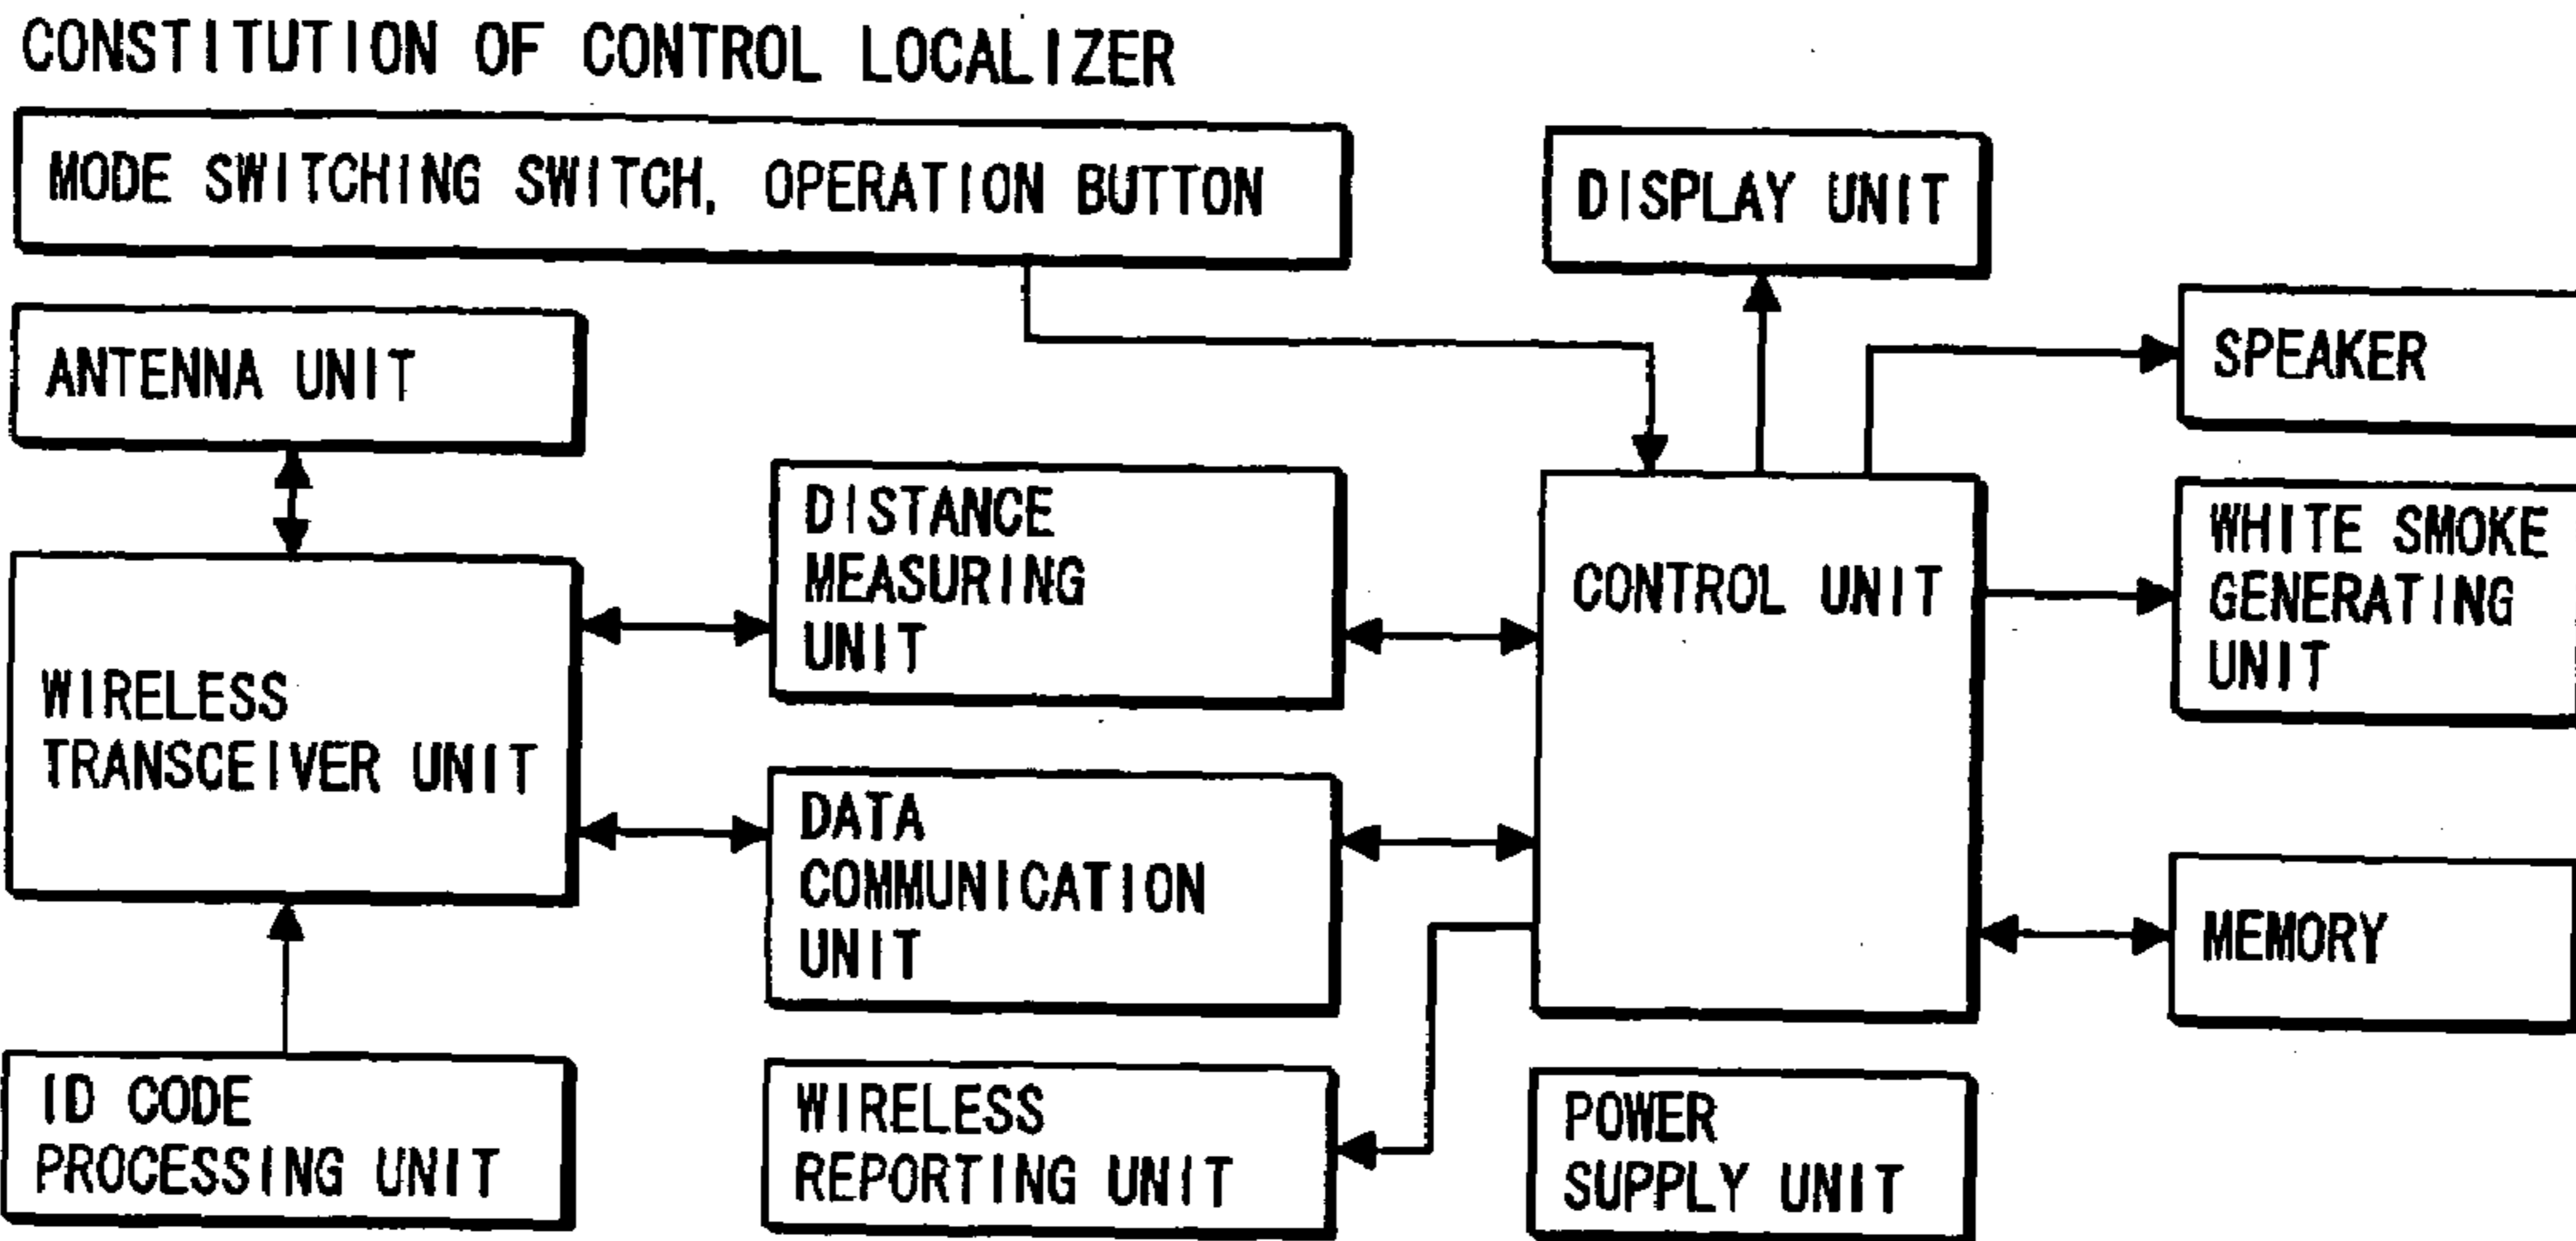 CONSTITUTION OF CONTROL LOCALIZER
MODE SWITCHING SWITCH, OPERATION BUTTON
DISPLAY UNIT
ANTENNA UNIT
SPEAKER
DISTANCE
MEASURING
UNIT
CONTROL UNIT
WHITE SMOKE
GENERATING
UNIT
WIRELESS
TRANSCEIVER UNIT
DATA
COMMUNICATION
UNIT
MEMORY
ID CODE
PROCESSING UNIT
WIRELESS
REPORTING UNIT
POWER
SUPPLY UNIT